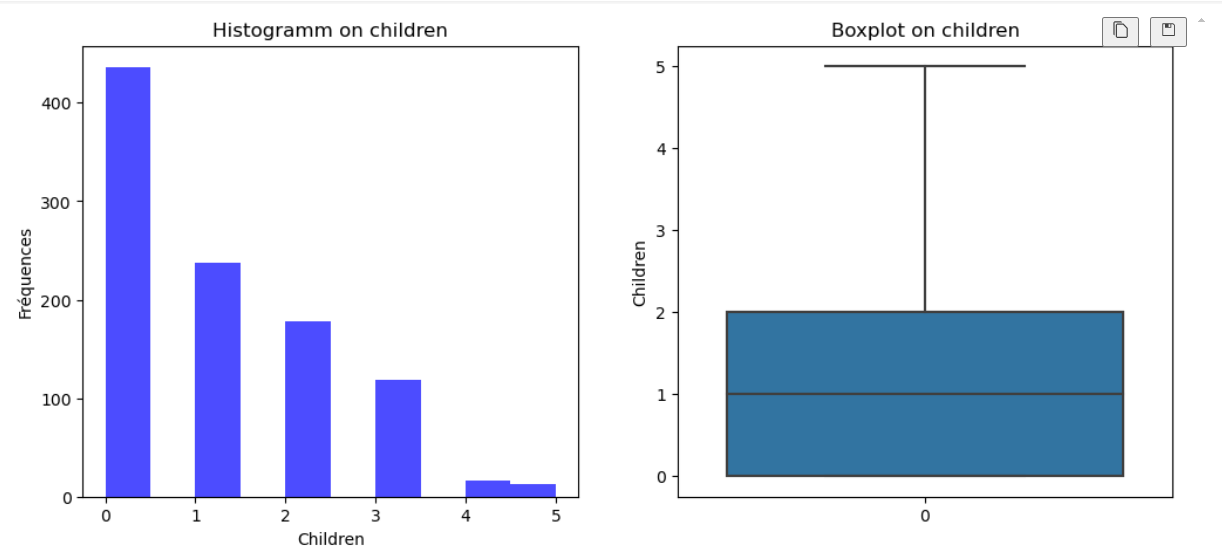 Histogramm on children
400
300
200
100
0
Fréquences
0 1 2 3 4 5
Children
Boxplot on children
5
4
3
2
1
0
Children
0